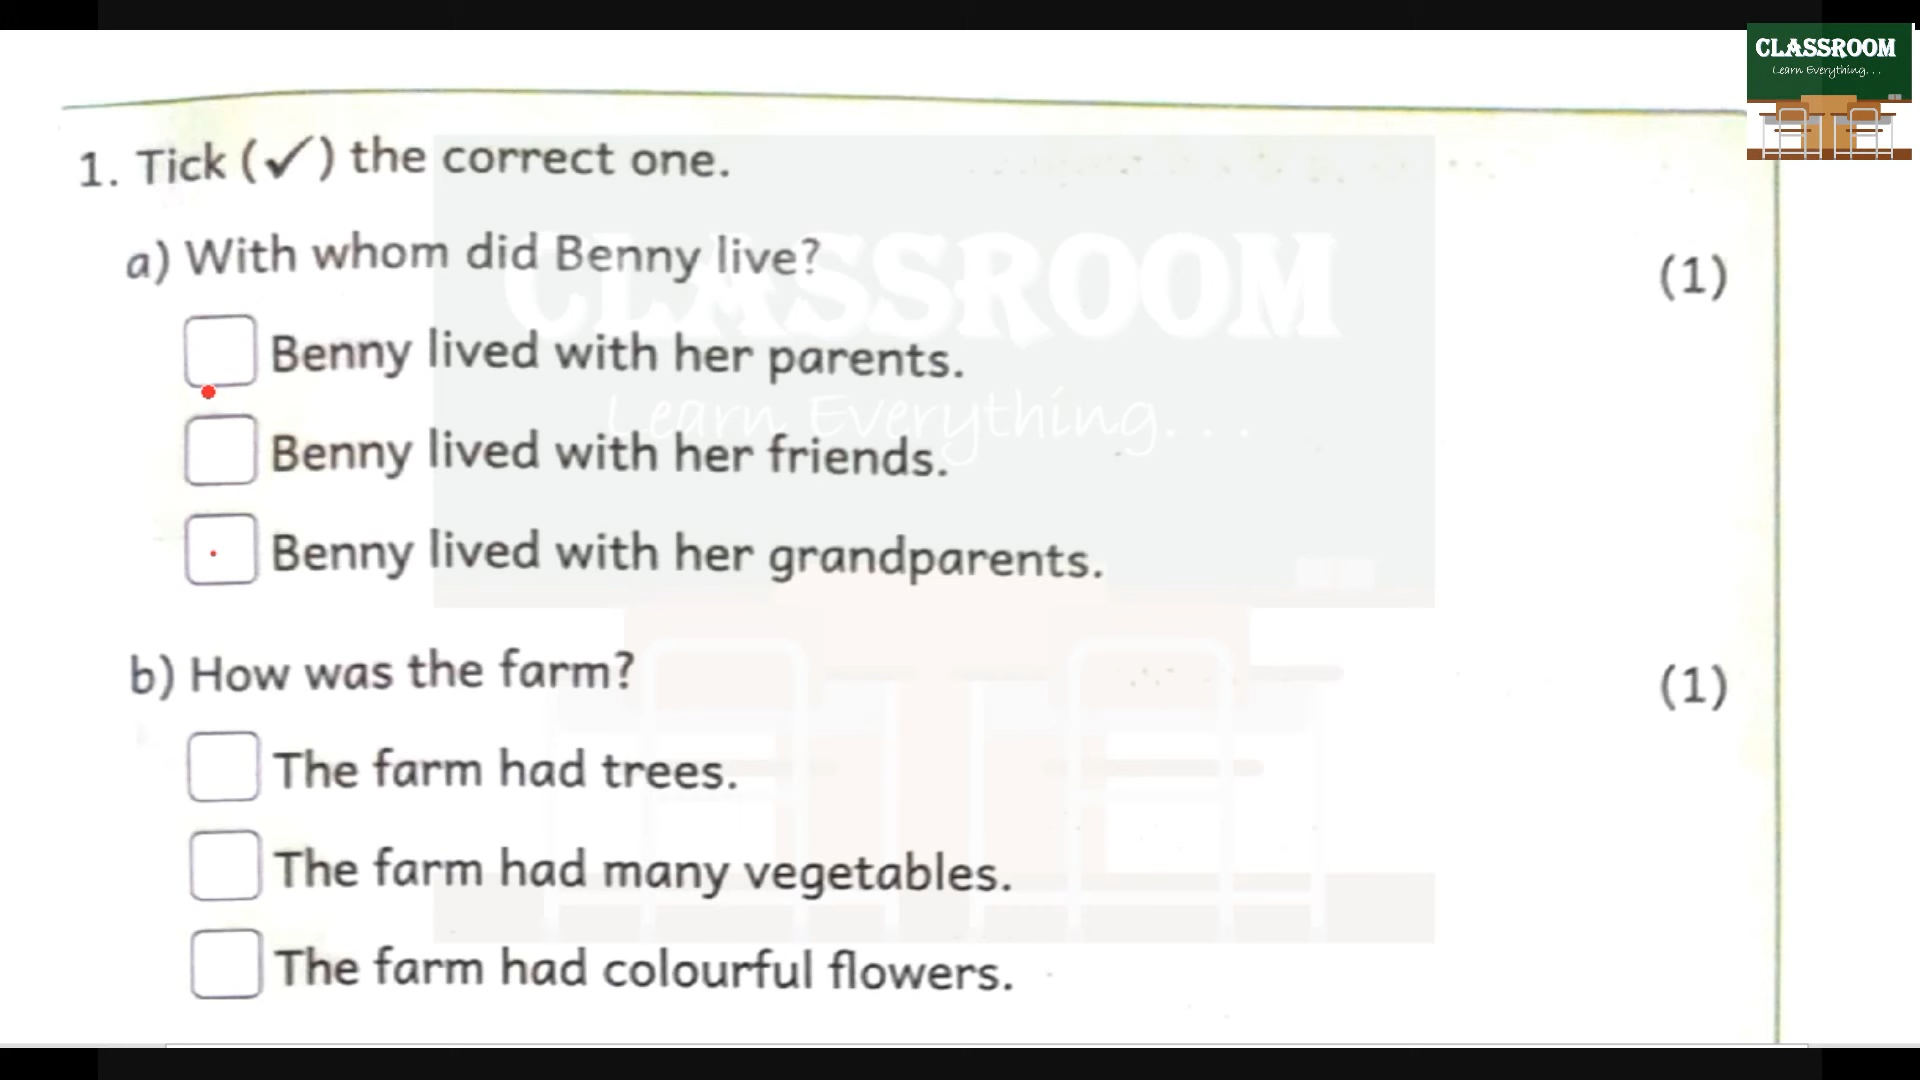 CLASSROOM
Learn Everything...
1. Tick (✓) the correct one.
a) With whom did Benny live? (1)
Benny lived with her parents.
Benny lived with her friends.
Benny lived with her grandparents.
b) How was the farm? (1)
The farm had trees.
The farm had many vegetables.
The farm had colourful flowers.
CLASSROOM
Learn Everything...